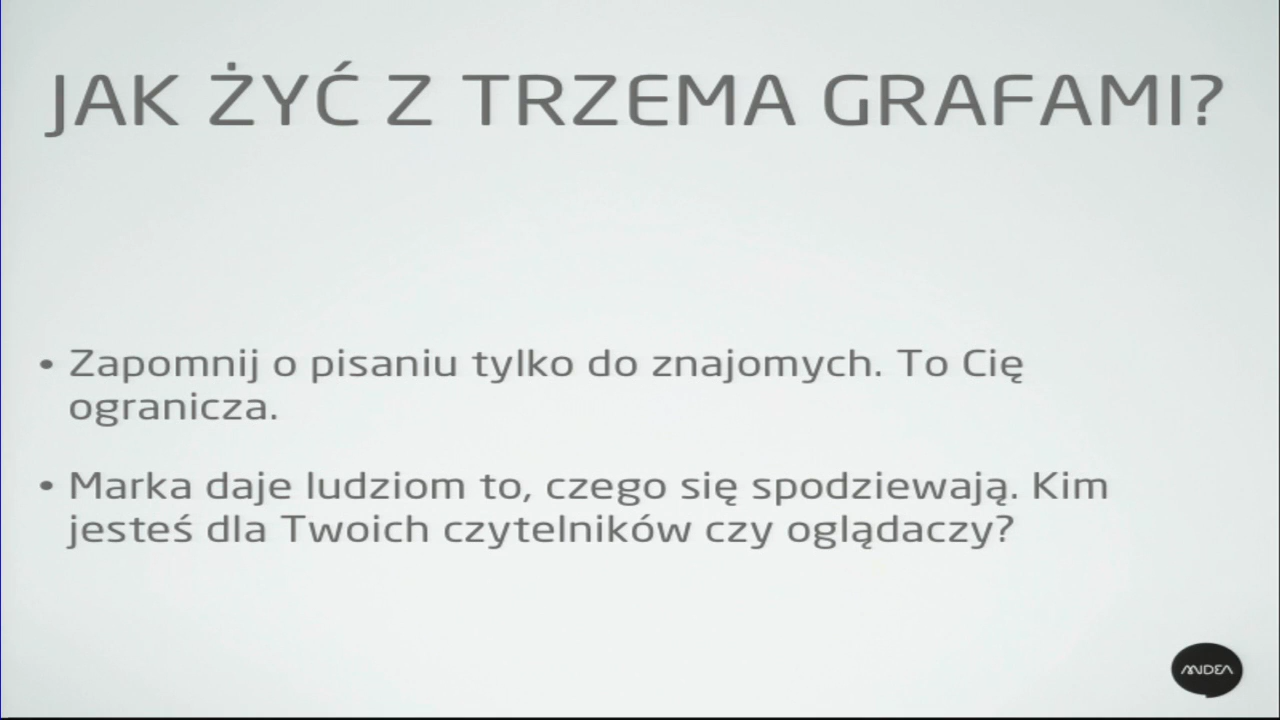 JAK ŻYĆ Z TRZEMA GRAFAMI?
• Zapomnij o pisaniu tylko do znajomych. To Cię
ogranicza.
• Marka daje ludziom to, czego się spodziewają. Kim
jesteś dla Twoich czytelników czy oglądaczy?